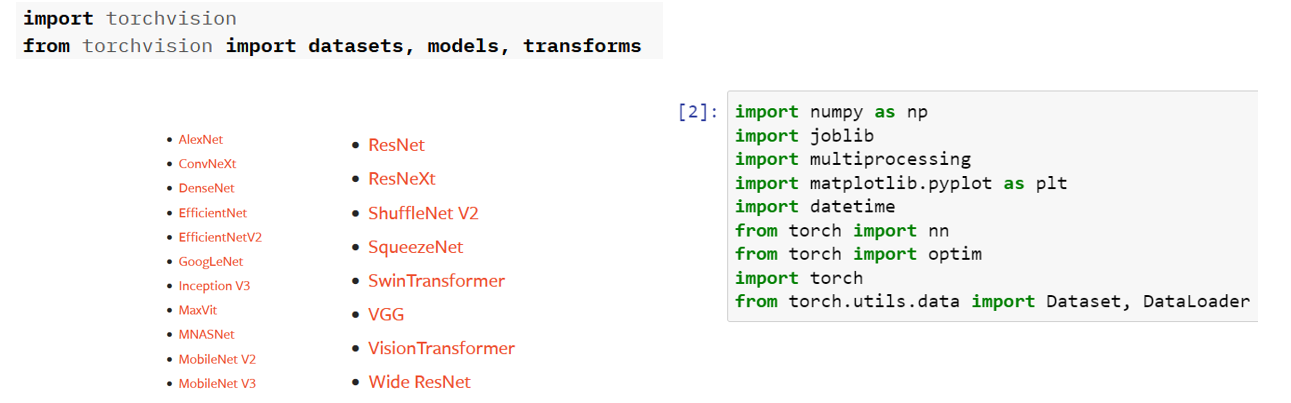 import torchvision
from torchvision import datasets, models, transforms
• AlexNet
• ConvNeXt
• DenseNet
• EfficientNet
• EfficientNetV2
• GoogLeNet
• Inception V3
• MaxVit
• MNASNet
• MobileNet V2
• MobileNet V3
• ResNet
• ResNeXt
• ShuffleNet V2
• SqueezeNet
• SwinTransformer
• VGG
• VisionTransformer
• Wide ResNet
[2]: import numpy as np
import joblib
import multiprocessing
import matplotlib.pyplot as plt
import datetime
from torch import nn
from torch import optim
import torch
from torch.utils.data import Dataset, DataLoader